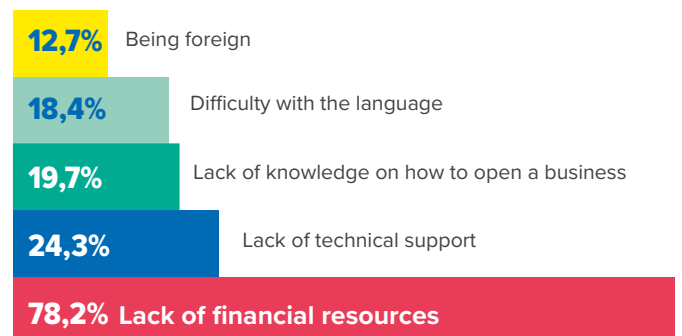 12,7% Being foreign
18,4% Difficulty with the language
19,7% Lack of knowledge on how to open a business
24,3% Lack of technical support
78,2% Lack of financial resources